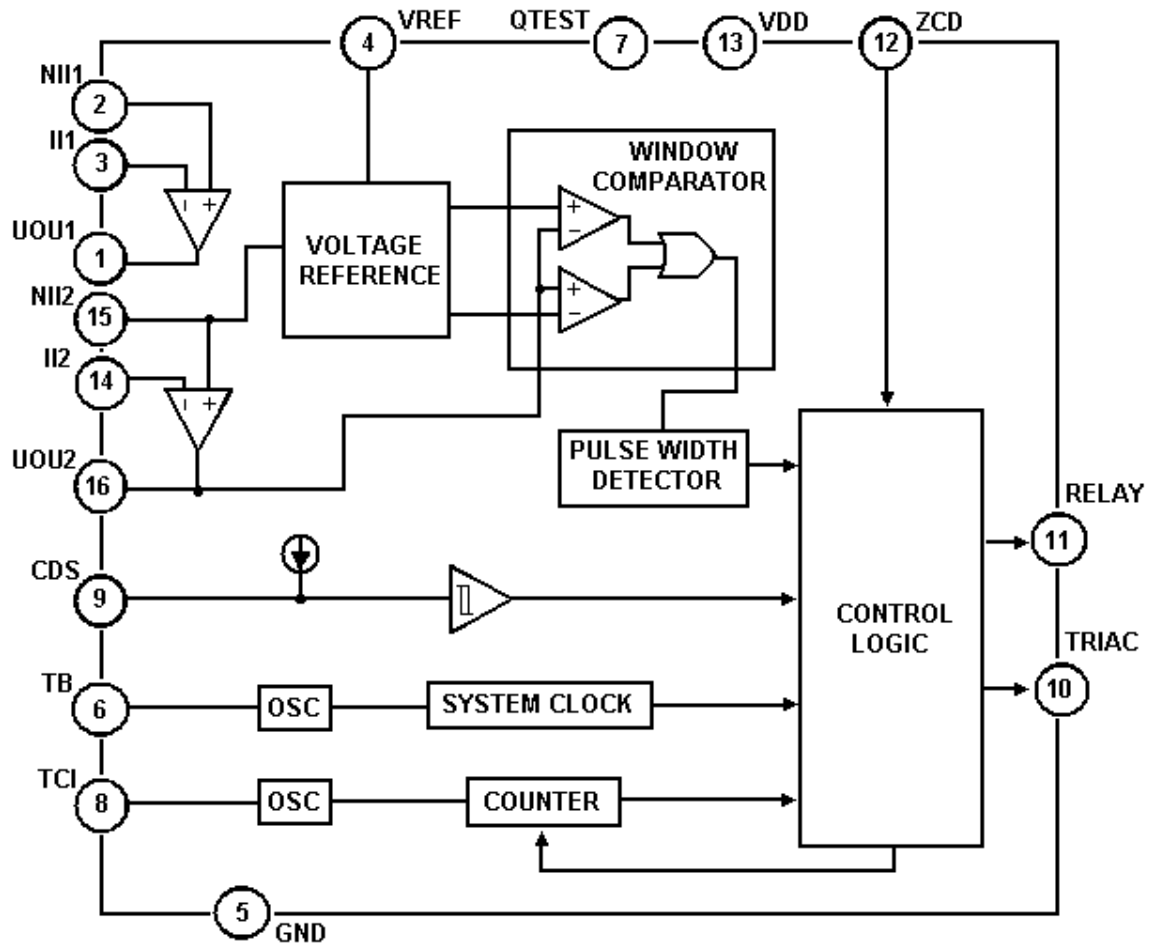 VREF
4
QTEST
7
13
VDD
12
ZCD
NII1
2
II1
3
- +
UOU1
1
NII2
15
II2
14
- +
UOU2
16
VOLTAGE
REFERENCE
WINDOW
COMPARATOR
+
−
+
−
PULSE WIDTH
DETECTOR
CDS
9
TB
6
OSC
SYSTEM CLOCK
TCI
8
OSC
COUNTER
CONTROL
LOGIC
RELAY
11
TRIAC
10
5
GND